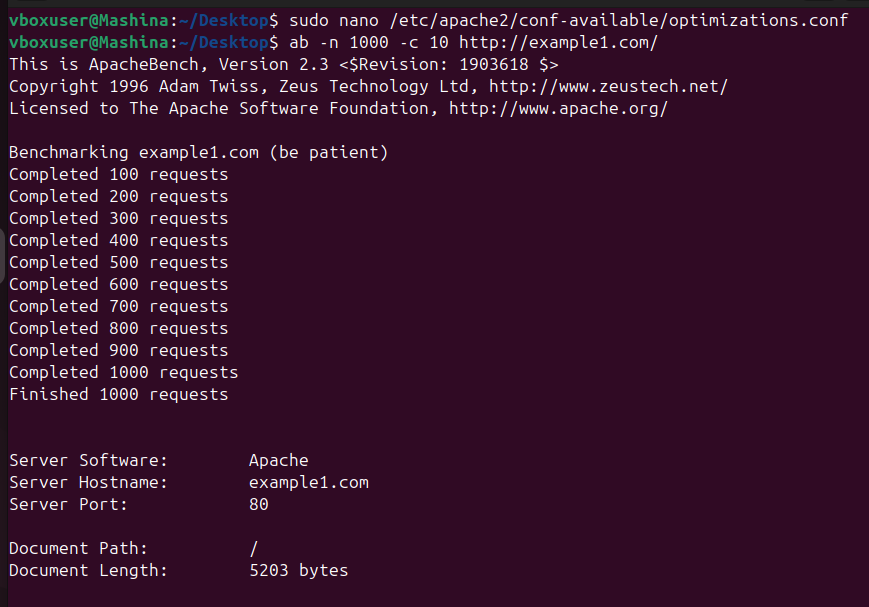 vboxuser@Mashina:~/Desktop$ sudo nano /etc/apache2/conf-available/optimizations.conf
vboxuser@Mashina:~/Desktop$ ab -n 1000 -c 10 http://example1.com/
This is ApacheBench, Version 2.3 <$Revision: 1903618 $>
Copyright 1996 Adam Twiss, Zeus Technology Ltd, http://www.zeustech.net/
Licensed to The Apache Software Foundation, http://www.apache.org/

Benchmarking example1.com (be patient)
Completed 100 requests
Completed 200 requests
Completed 300 requests
Completed 400 requests
Completed 500 requests
Completed 600 requests
Completed 700 requests
Completed 800 requests
Completed 900 requests
Completed 1000 requests
Finished 1000 requests


Server Software:        Apache
Server Hostname:        example1.com
Server Port:            80

Document Path:          /
Document Length:        5203 bytes